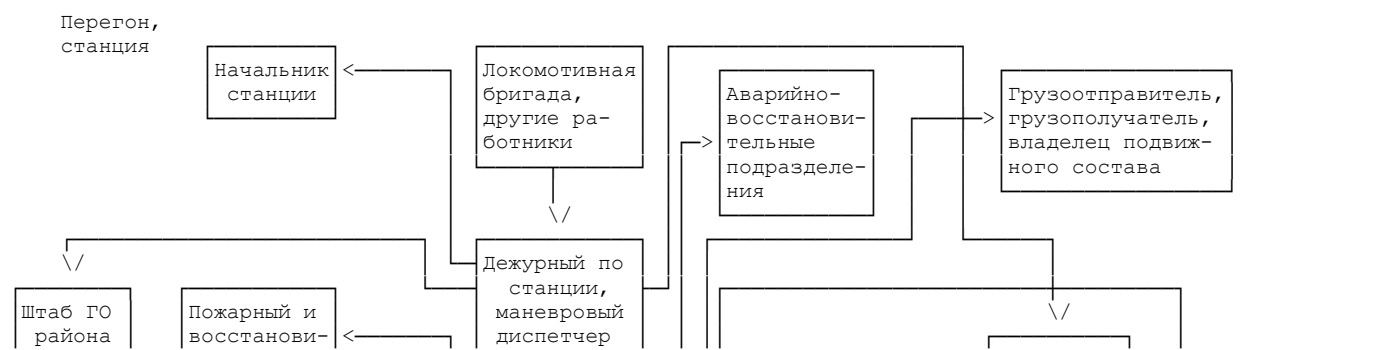 Перегон,
станция
Начальник
станции
Локомотивная
бригада,
другие ра-
ботники
Аварийно-
восстанови-
тельные
подразделе-
ния
Грузоотправитель,
грузополучатель,
владелец подвиж-
ного состава
Дежурный по
станции,
маневровый
диспетчер
Штаб ГО
района
Пожарный и
восстанови-